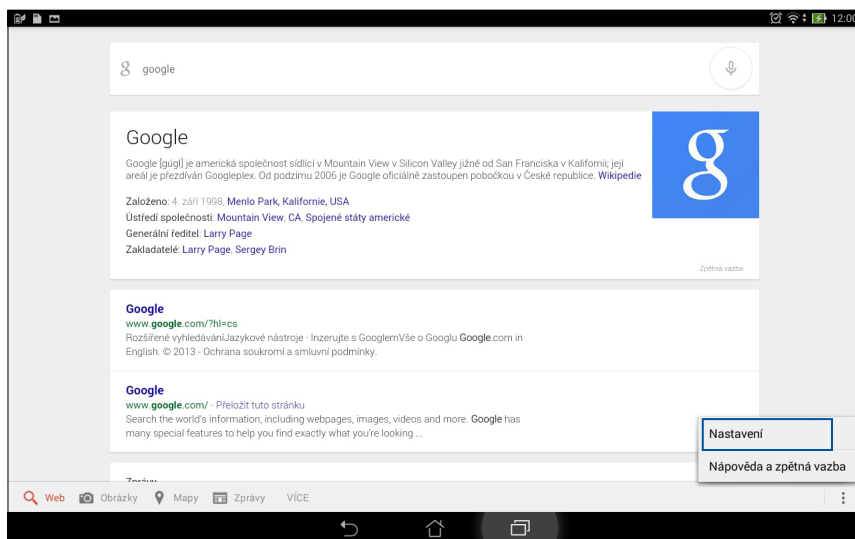 12:00
google
Google
Google [gúgl] je americká společnost sídlící v Mountain View v Silicon Valley jižně od San Franciska v Kalifornii; její
areál je přezdíván Googleplex. Od podzimu 2006 je Google oficiálně zastoupen pobočkou v České republice. Wikipedie
Založeno: 4. září 1998, Menlo Park, Kalifornie, USA
Ústředí společnosti: Mountain View, CA, Spojené státy americké
Generální ředitel: Larry Page
Zakladatelé: Larry Page, Sergey Brin
Zpětná vazba
Google
www.google.com/?hl=cs
Rozšířené vyhledáváníJazykové nástroje · Inzerujte s GooglemVše o Googlu Google.com in
English. © 2013 - Ochrana soukromí a smluvní podmínky.
Google
www.google.com/ - Přeložit tuto stránku
Search the world's information, including webpages, images, videos and more. Google has
many special features to help you find exactly what you're looking ...
Nastavení
Nápověda a zpětná vazba
Zprávy
Web Obrázky Mapy Zprávy VÍCE